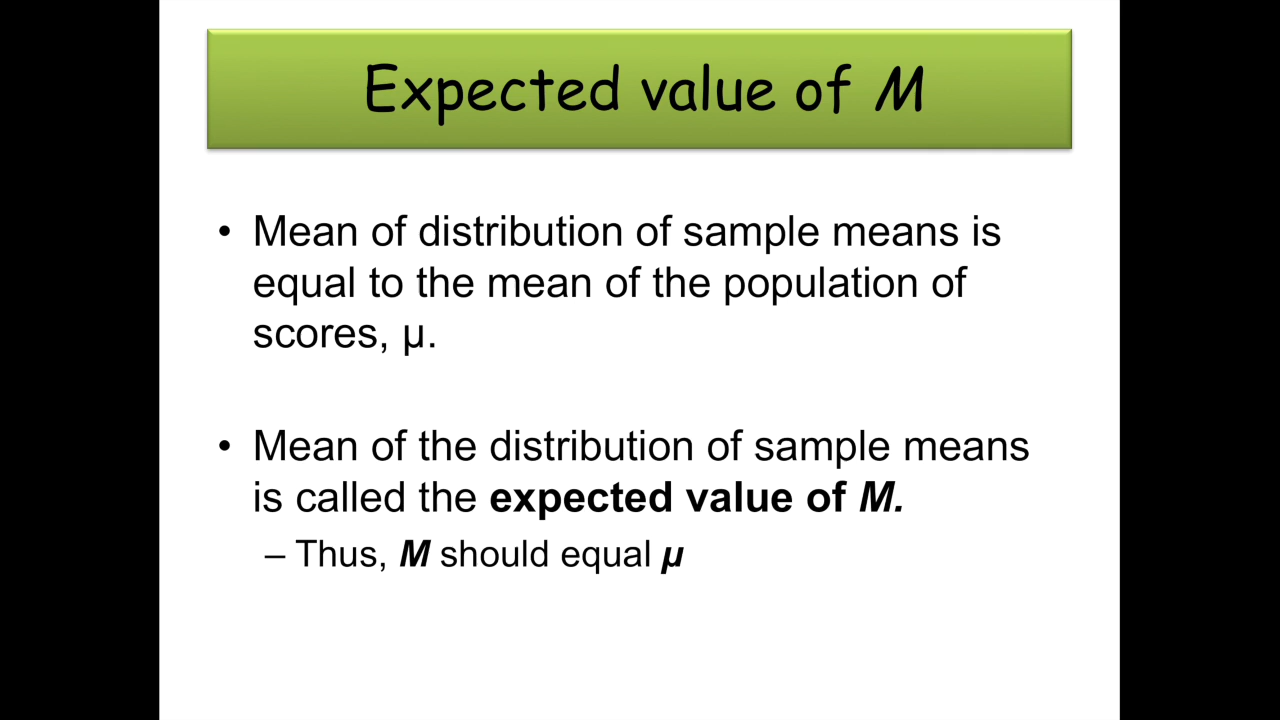 Expected value of M
• Mean of distribution of sample means is
equal to the mean of the population of
scores, μ.
• Mean of the distribution of sample means
is called the expected value of M.
– Thus, M should equal μ